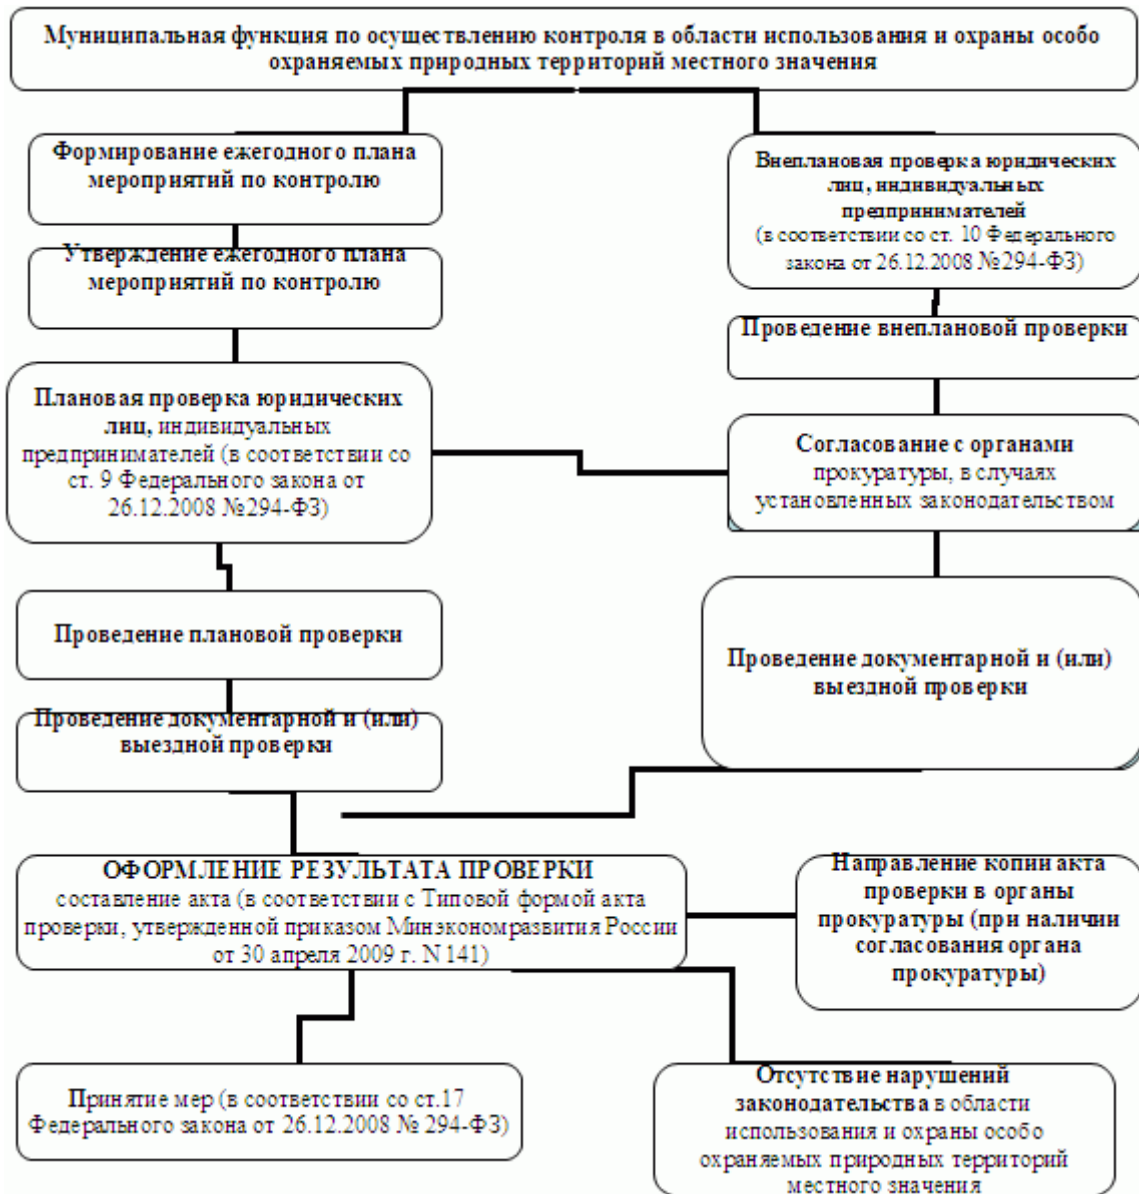 Муниципальная функция по осуществлению контроля в области использования и охраны особо
охраняемых природных территорий местного значения
Формирование ежегодного плана
мероприятий по контролю
Внеплановая проверка юридических
лиц, индивидуальных
предпринимателей
(в соответствии со ст. 10 Федерального
закона от 26.12.2008 №294-ФЗ)
Утверждение ежегодного плана
мероприятий по контролю
Проведение внеплановой проверки
Плановая проверка юридических
лиц, индивидуальных
предпринимателей (в соответствии со
ст. 9 Федерального закона от
26.12.2008 №294-ФЗ)
Согласование с органами
прокуратуры, в случаях
установленных законодательством
Проведение плановой проверки
Проведение документарной и (или)
выездной проверки
Проведение документарной и (или)
выездной проверки
ОФОРМЛЕНИЕ РЕЗУЛЬТАТА ПРОВЕРКИ
составление акта (в соответствии с Типовой формой акта
проверки, утвержденной приказом Минэкономразвития России
от 30 апреля 2009 г. N 141)
Направление копии акта
проверки в органы
прокуратуры (при наличии
согласования органа
прокуратуры)
Принятие мер (в соответствии со ст.17
Федерального закона от 26.12.2008 № 294-ФЗ)
Отсутствие нарушений
законодательства в области
использования и охраны особо
охраняемых природных территорий
местного значения